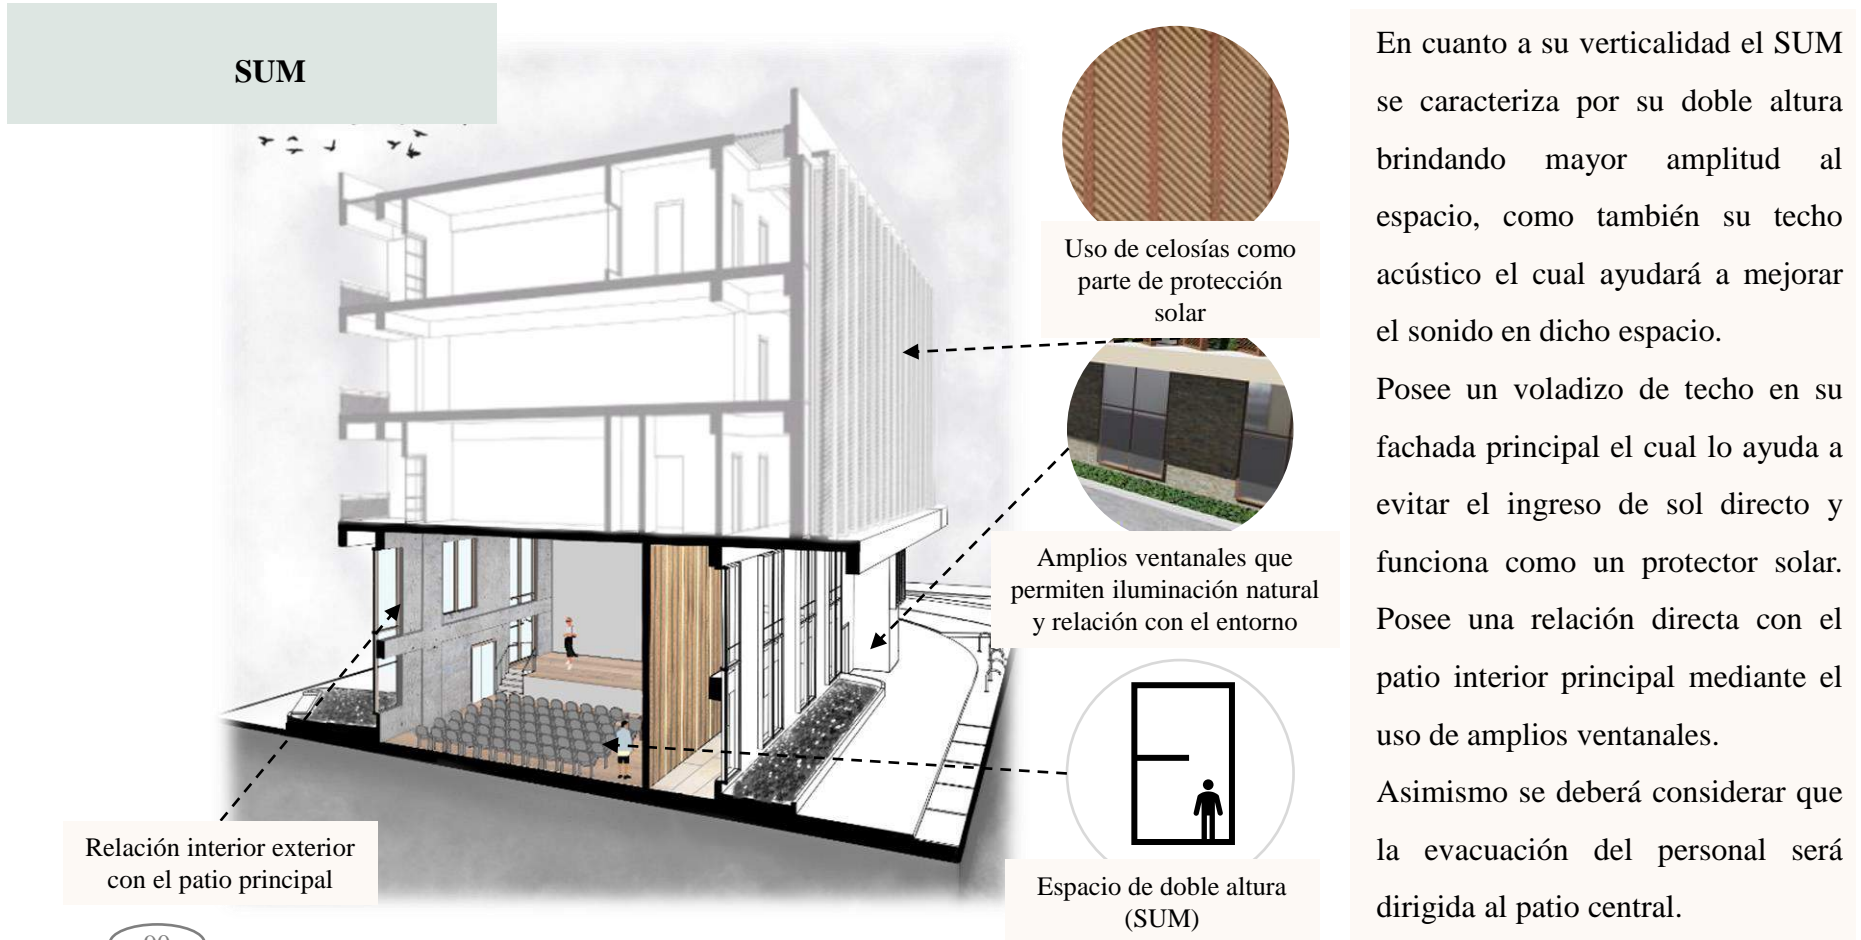 SUM
Uso de celosías como
parte de protección
solar
Amplios ventanales que
permiten iluminación natural
y relación con el entorno
Espacio de doble altura
(SUM)
Relación interior exterior
con el patio principal
En cuanto a su verticalidad el SUM
se caracteriza por su doble altura
brindando mayor amplitud al
espacio, como también su techo
acústico el cual ayudará a mejorar
el sonido en dicho espacio.
Posee un voladizo de techo en su
fachada principal el cual lo ayuda a
evitar el ingreso de sol directo y
funciona como un protector solar.
Posee una relación directa con el
patio interior principal mediante el
uso de amplios ventanales.
Asimismo se deberá considerar que
la evacuación del personal será
dirigida al patio central.